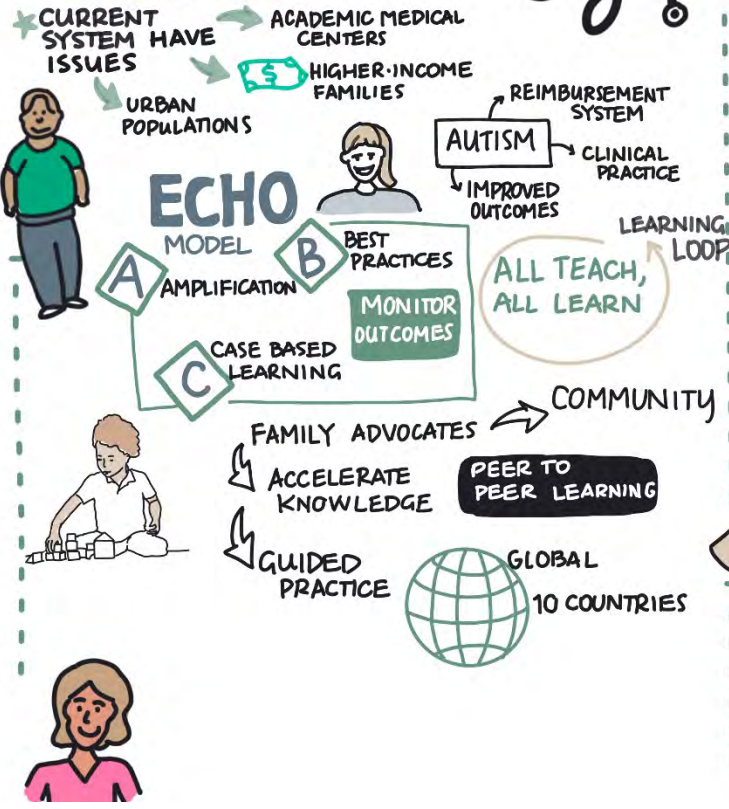 CURRENT
SYSTEM HAVE
ISSUES
ACADEMIC MEDICAL
CENTERS
$
HIGHER-INCOME
FAMILIES
URBAN
POPULATIONS
AUTISM
REIMBURSEMENT
SYSTEM
CLINICAL
PRACTICE
IMPROVED
OUTCOMES
ECHO
MODEL
A
AMPLIFICATION
B
BEST
PRACTICES
MONITOR
OUTCOMES
C
CASE BASED
LEARNING
LEARNING
LOOP
ALL TEACH,
ALL LEARN
FAMILY ADVOCATES
COMMUNITY
ACCELERATE
KNOWLEDGE
PEER TO
PEER LEARNING
GUIDED
PRACTICE
GLOBAL
10 COUNTRIES